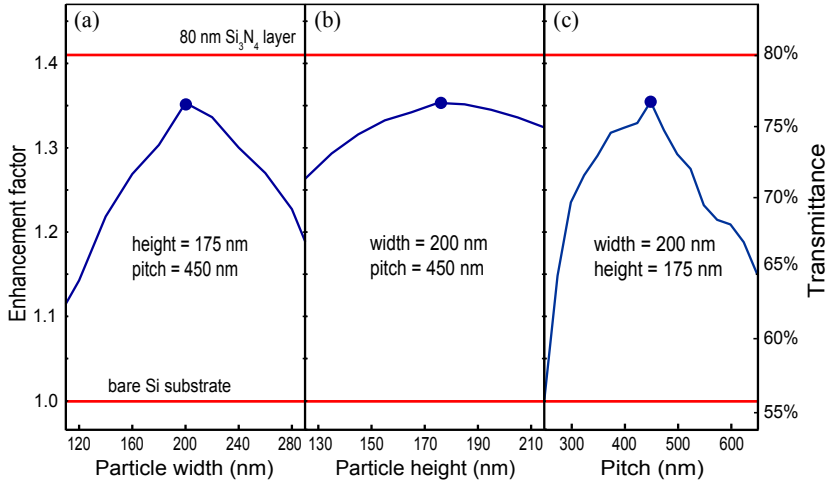 (a)
80 nm Si₃N₄ layer
(b)
(c)
1.4
1.3
1.2
1.1
1.0
Enhancement factor
height = 175 nm
pitch = 450 nm
bare Si substrate
width = 200 nm
pitch = 450 nm
width = 200 nm
height = 175 nm
80%
75%
70%
65%
60%
55%
Transmittance
120 160 200 240 280
130 150 170 190 210
300 400 500 600
Particle width (nm)
Particle height (nm)
Pitch (nm)